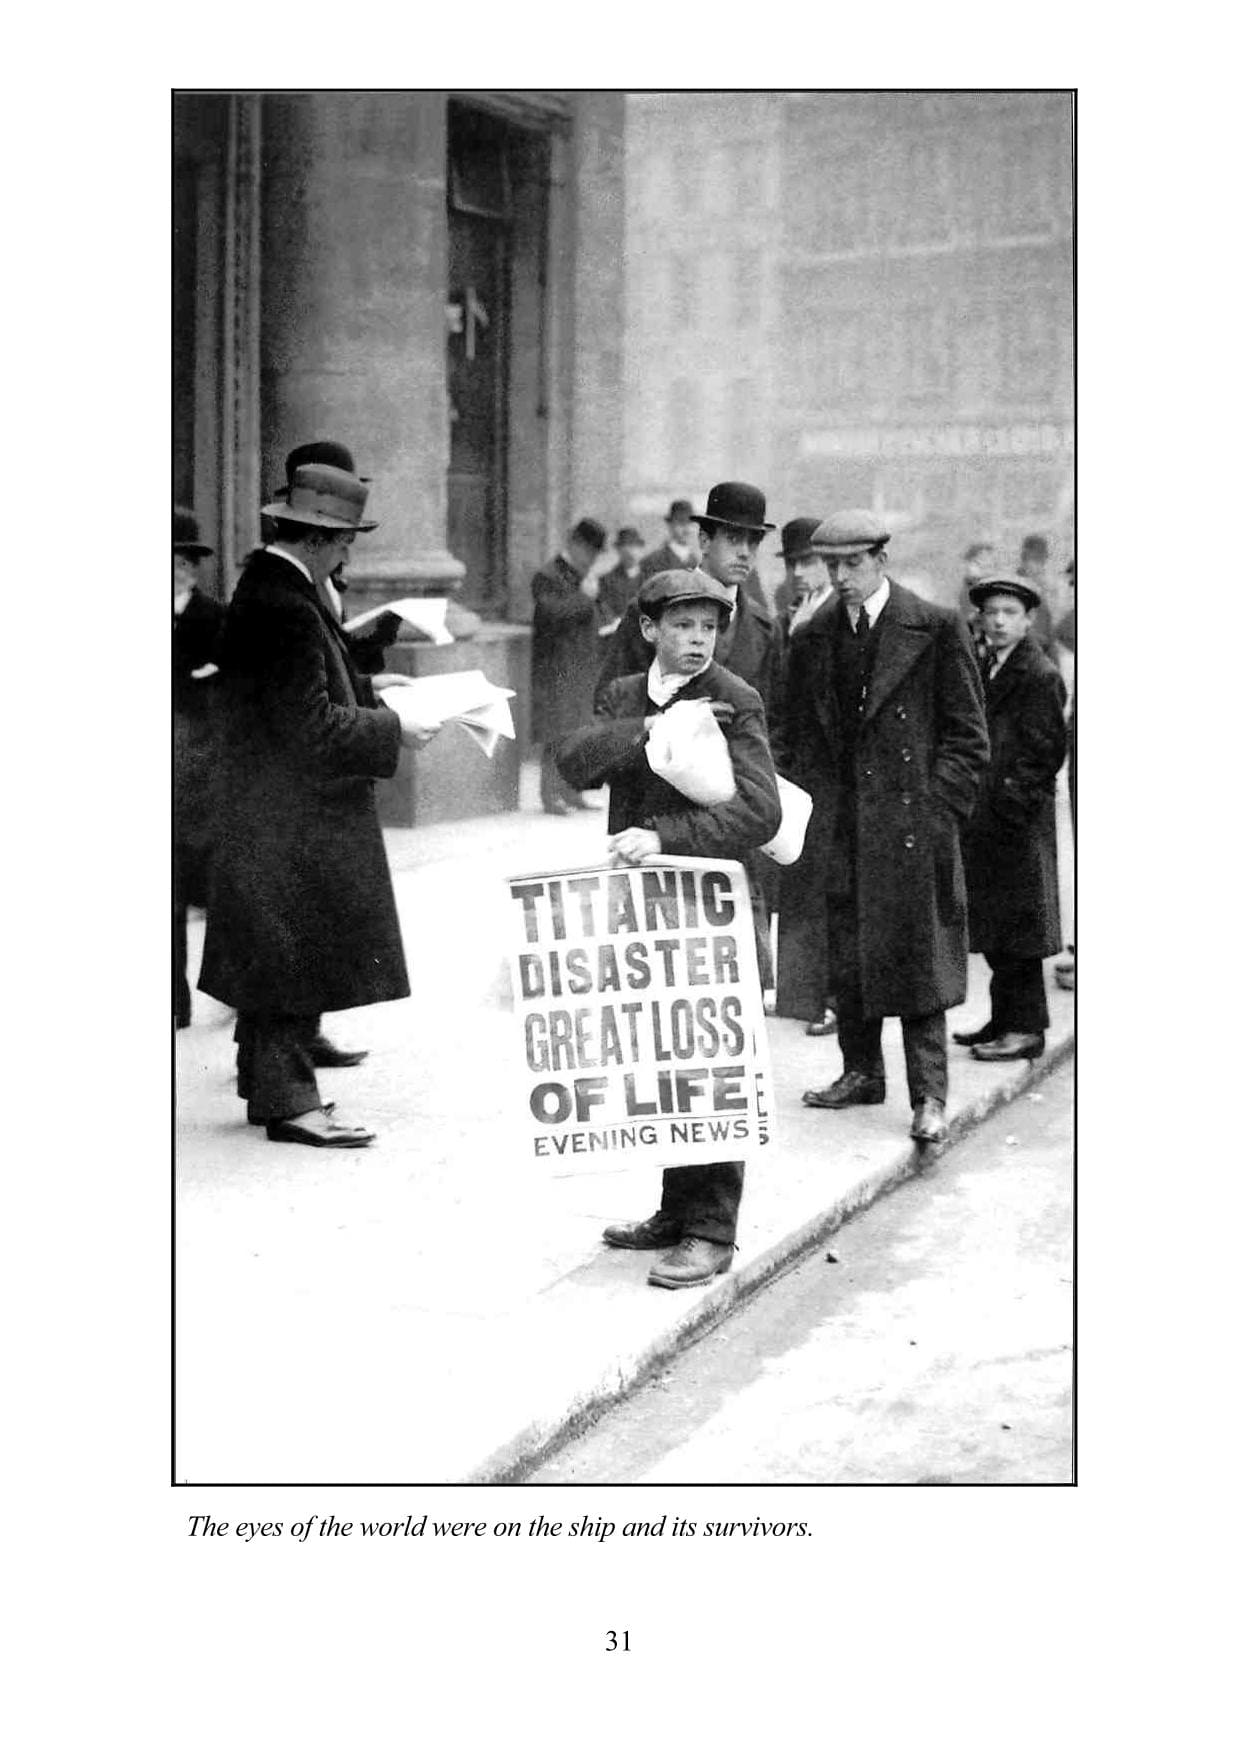 TITANIC
DISASTER
GREAT LOSS
OF LIFE
EVENING NEWS
The eyes of the world were on the ship and its survivors.
31